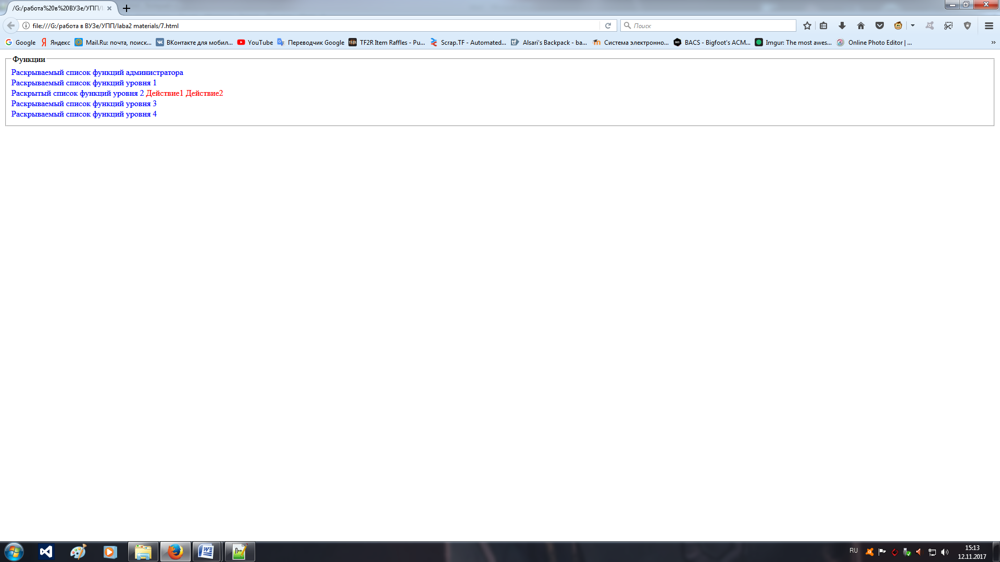 /G:/работа%20в%20ВУЗе/УПП/l
file:///G:/работа в ВУЗе/УПП/laba2 materials/7.html
Поиск
Google Яндекс Mail.Ru: почта, поиск... ВКонтакте для мобил... YouTube Переводчик Google TF2R Item Raffles - Pu... Scrap.TF - Automated... Alsari's Backpack - ba... Система электронно... BACS - Bigfoot's ACM... Imgur: The most awes... Online Photo Editor | ... »
Функции
Раскрываемый список функций администратора
Раскрываемый список функций уровня 1
Раскрытый список функций уровня 2 Действие1 Действие2
Раскрываемый список функций уровня 3
Раскрываемый список функций уровня 4
RU
15:13
12.11.2017